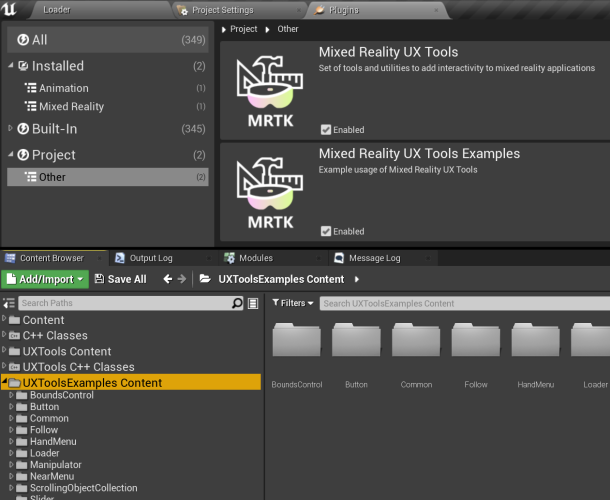 Loader
Project Settings
Plugins
All (349)
Installed (2)
Animation (1)
Mixed Reality (1)
Built-In (345)
Project (2)
Other (2)
Project Other
MRTK
Mixed Reality UX Tools
Set of tools and utilities to add interactivity to mixed reality applications
Enabled
MRTK
Mixed Reality UX Tools Examples
Example usage of Mixed Reality UX Tools
Enabled
Content Browser
Output Log
Modules
Message Log
Add/Import
Save All
UXToolsExamples Content
Search Paths
Content
C++ Classes
UXTools Content
UXTools C++ Classes
UXToolsExamples Content
BoundsControl
Button
Common
Follow
HandMenu
Loader
Manipulator
NearMenu
ScrollingObjectCollection
Slider
Filters
Search UXToolsExamples Content
BoundsControl
Button
Common
Follow
HandMenu
Loader